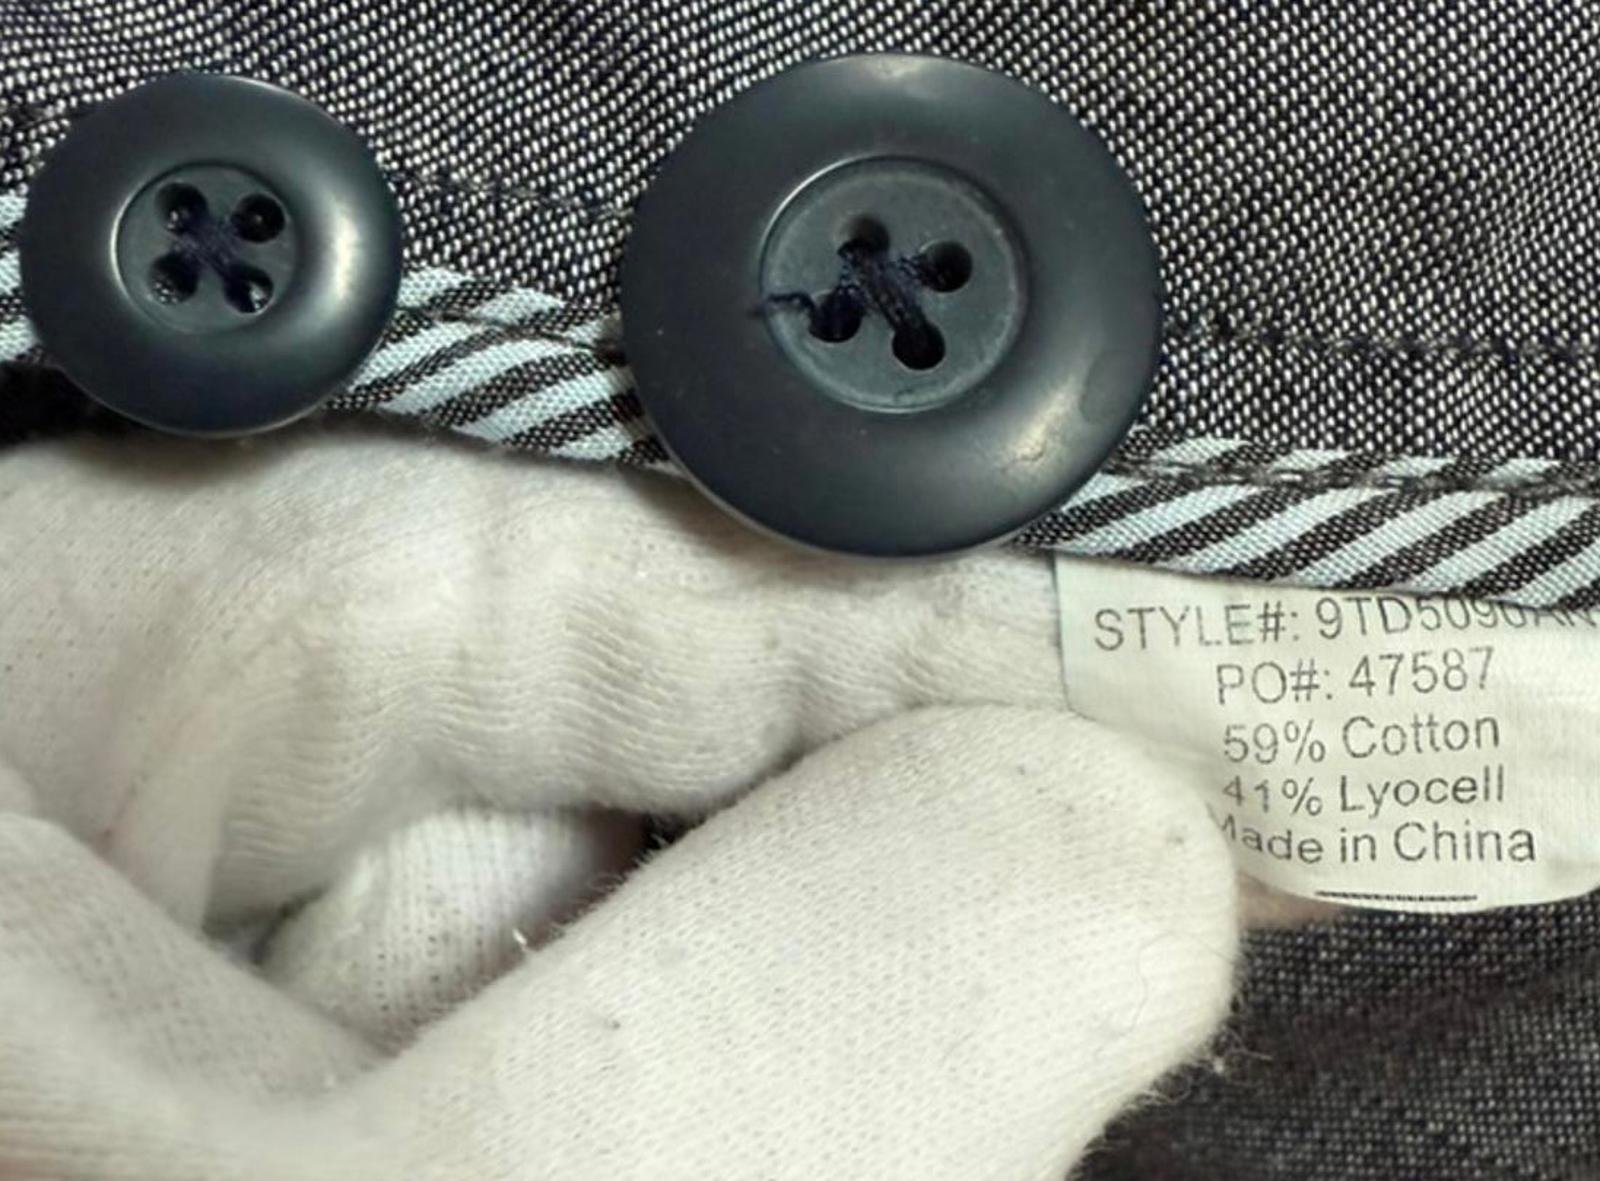 STYLE#:
PO#: 47587
59% Cotton
41% Lyocell
Made in China